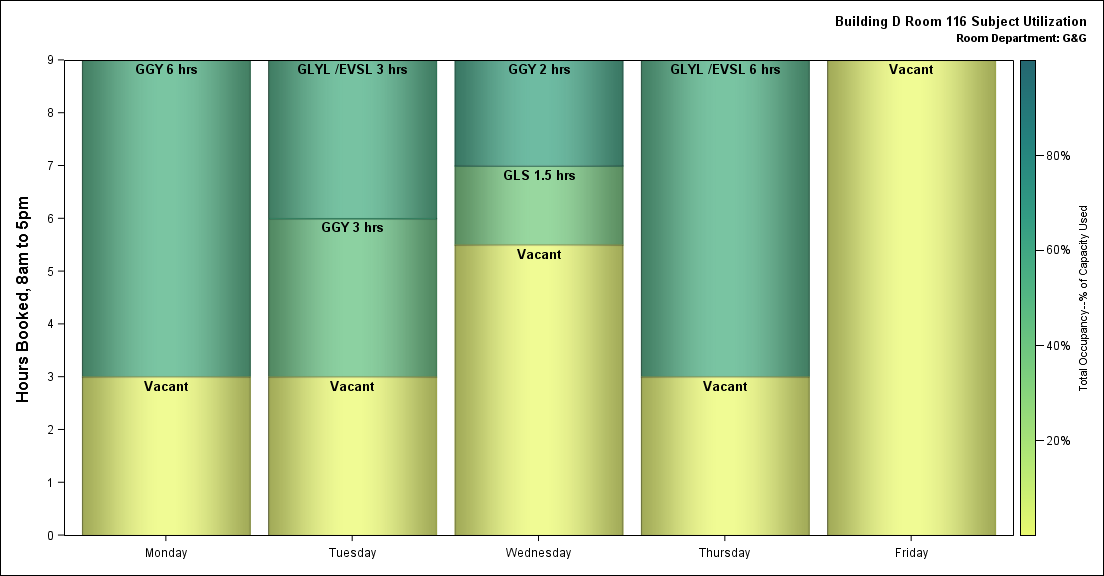 Building D Room 116 Subject Utilization
Room Department: G&G
Hours Booked, 8am to 5pm
9
8
7
6
5
4
3
2
1
0
GGY 6 hrs
Vacant
GLYL /EVSL 3 hrs
GGY 3 hrs
Vacant
GGY 2 hrs
GLS 1.5 hrs
Vacant
GLYL /EVSL 6 hrs
Vacant
Vacant
Monday
Tuesday
Wednesday
Thursday
Friday
80%
60%
40%
20%
Total Occupancy--% of Capacity Used